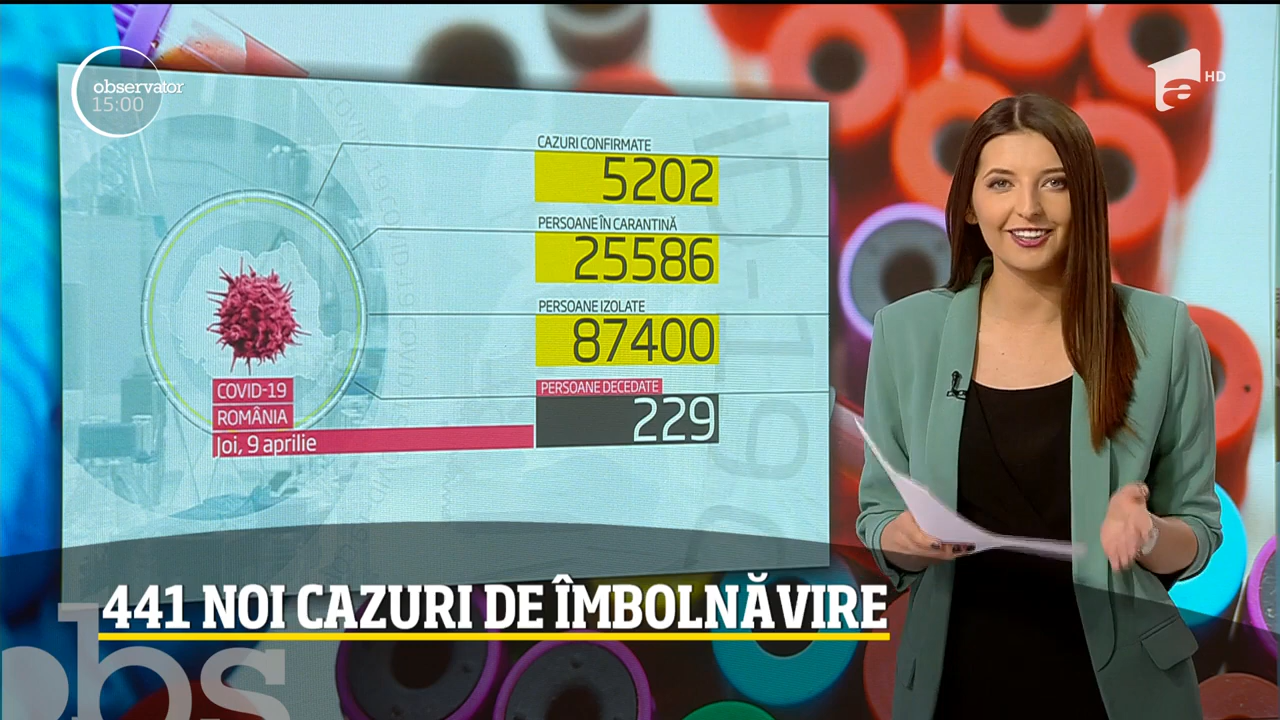 observator
15:00
a HD
CAZURI CONFIRMATE
5202
PERSOANE ÎN CARANTINĂ
25586
PERSOANE IZOLATE
87400
PERSOANE DECEDATE
229
COVID-19
ROMÂNIA
Joi, 9 aprilie
441 NOI CAZURI DE ÎMBOLNĂVIRE
obs